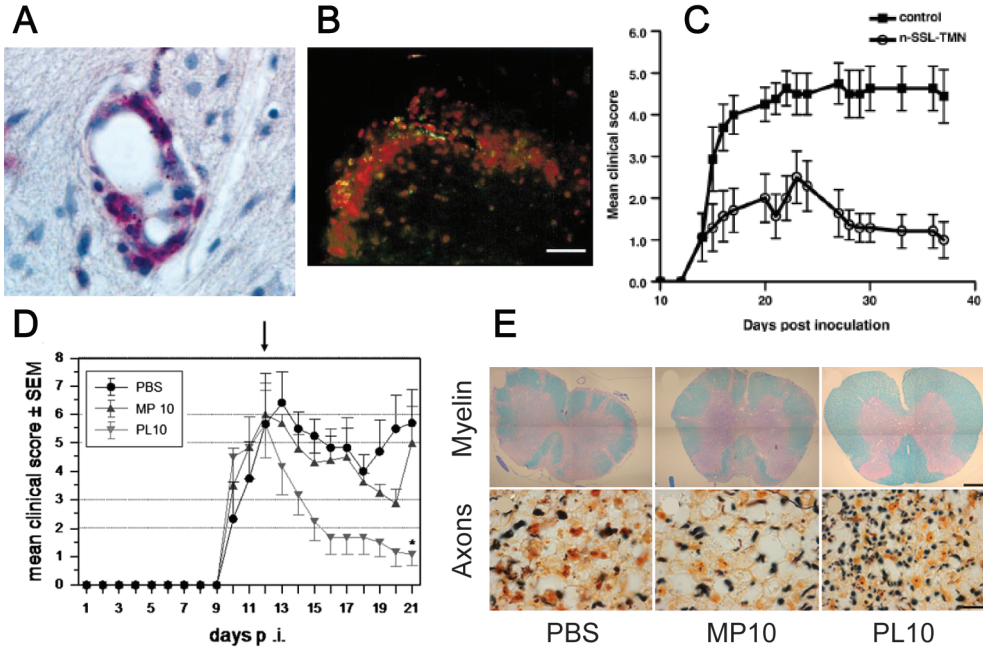 A
B
C
control
n-SSL-TMN
Mean clinical score
6.0
5.0
4.0
3.0
2.0
1.0
0.0
10
20
30
40
Days post inoculation
D
mean clinical score ± SEM
8
7
6
5
4
3
2
1
0
PBS
MP 10
PL10
*
1
3
5
7
9
11
13
15
17
19
21
days p .i.
E
Myelin
Axons
PBS
MP10
PL10